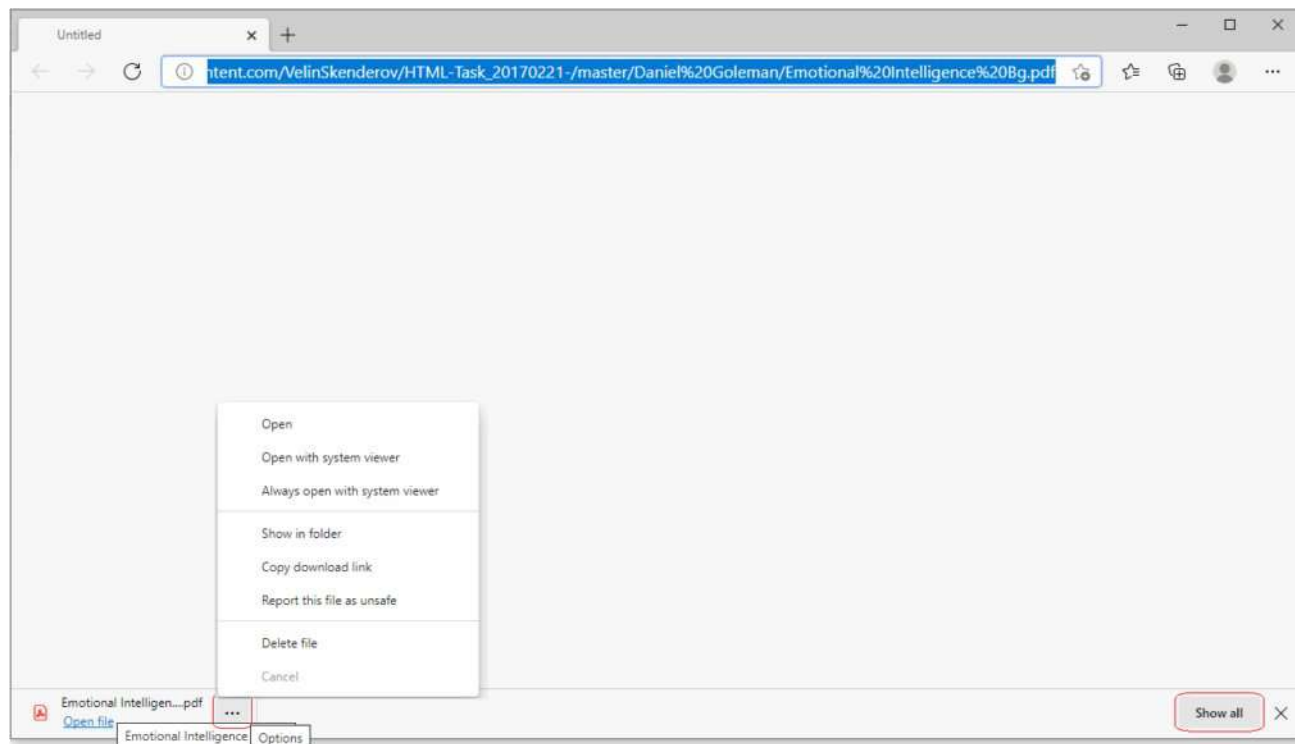 Untitled
ntent.com/VelinSkenderov/HTML-Task_20170221-/master/Daniel%20Goleman/Emotional%20Intelligence%20Bg.pdf
Open
Open with system viewer
Always open with system viewer
Show in folder
Copy download link
Report this file as unsafe
Delete file
Cancel
Emotional Intelligen....pdf
Open file
...
Show all
Emotional Intelligence
Options